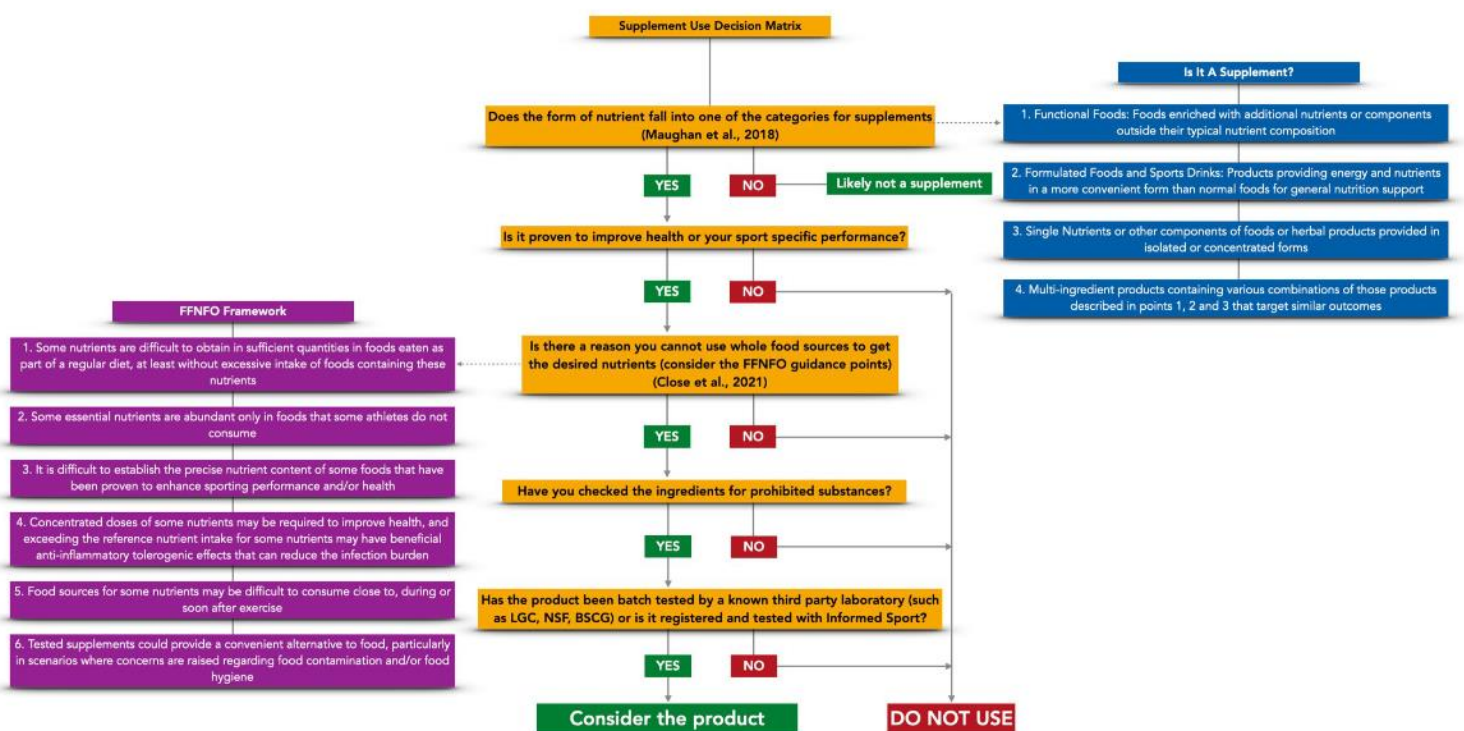 Supplement Use Decision Matrix
Does the form of nutrient fall into one of the categories for supplements
(Maughan et al., 2018)
YES
NO
Likely not a supplement
Is it proven to improve health or your sport specific performance?
YES
NO
Is there a reason you cannot use whole food sources to get
the desired nutrients (consider the FFNFO guidance points)
(Close et al., 2021)
YES
NO
Have you checked the ingredients for prohibited substances?
YES
NO
Has the product been batch tested by a known third party laboratory (such
as LGC, NSF, BSCG) or is it registered and tested with Informed Sport?
YES
NO
Consider the product
DO NOT USE
Is It A Supplement?
1. Functional Foods: Foods enriched with additional nutrients or components
outside their typical nutrient composition
2. Formulated Foods and Sports Drinks: Products providing energy and nutrients
in a more convenient form than normal foods for general nutrition support
3. Single Nutrients or other components of foods or herbal products provided in
isolated or concentrated forms
4. Multi-ingredient products containing various combinations of those products
described in points 1, 2 and 3 that target similar outcomes
FFNFO Framework
1. Some nutrients are difficult to obtain in sufficient quantities in foods eaten as
part of a regular diet, at least without excessive intake of foods containing these
nutrients
2. Some essential nutrients are abundant only in foods that some athletes do not
consume
3. It is difficult to establish the precise nutrient content of some foods that have
been proven to enhance sporting performance and/or health
4. Concentrated doses of some nutrients may be required to improve health, and
exceeding the reference nutrient intake for some nutrients may have beneficial
anti-inflammatory tolerogenic effects that can reduce the infection burden
5. Food sources for some nutrients may be difficult to consume close to, during or
soon after exercise
6. Tested supplements could provide a convenient alternative to food, particularly
in scenarios where concerns are raised regarding food contamination and/or food
hygiene